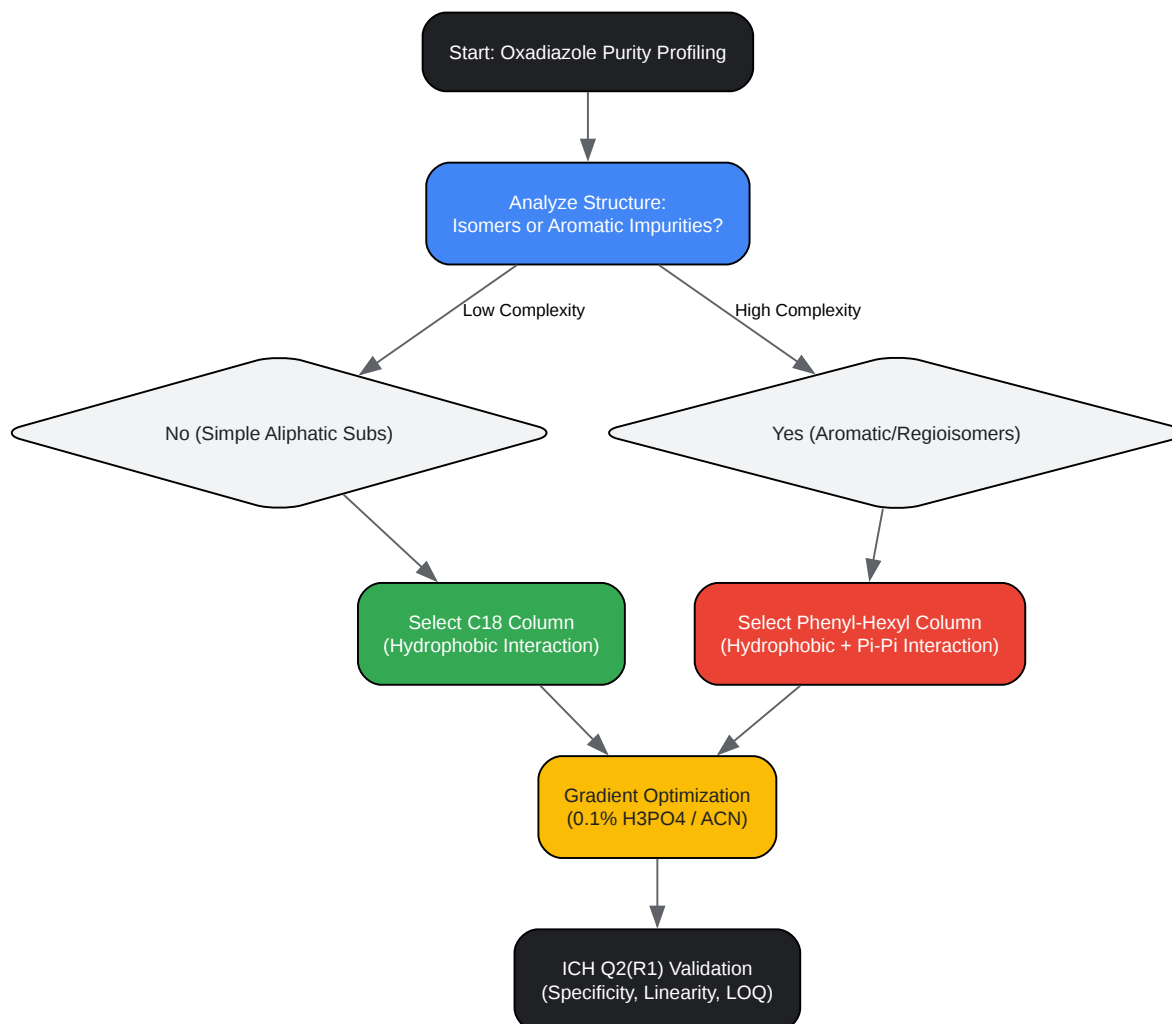 Start: Oxadiazole Purity Profiling
Analyze Structure:
Isomers or Aromatic Impurities?
Low Complexity
High Complexity
No (Simple Aliphatic Subs)
Yes (Aromatic/Regioisomers)
Select C18 Column
(Hydrophobic Interaction)
Select Phenyl-Hexyl Column
(Hydrophobic + Pi-Pi Interaction)
Gradient Optimization
(0.1% H3PO4 / ACN)
ICH Q2(R1) Validation
(Specificity, Linearity, LOQ)